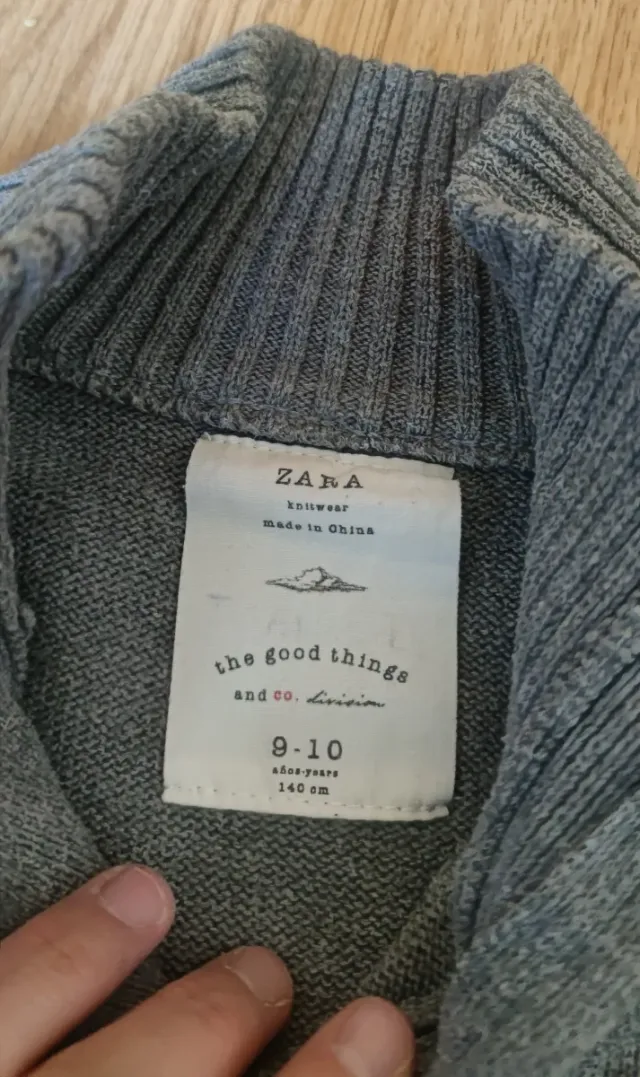 ZARA
knitwear
made in China
the good things
and co. division
9-10
años-years
140 cm